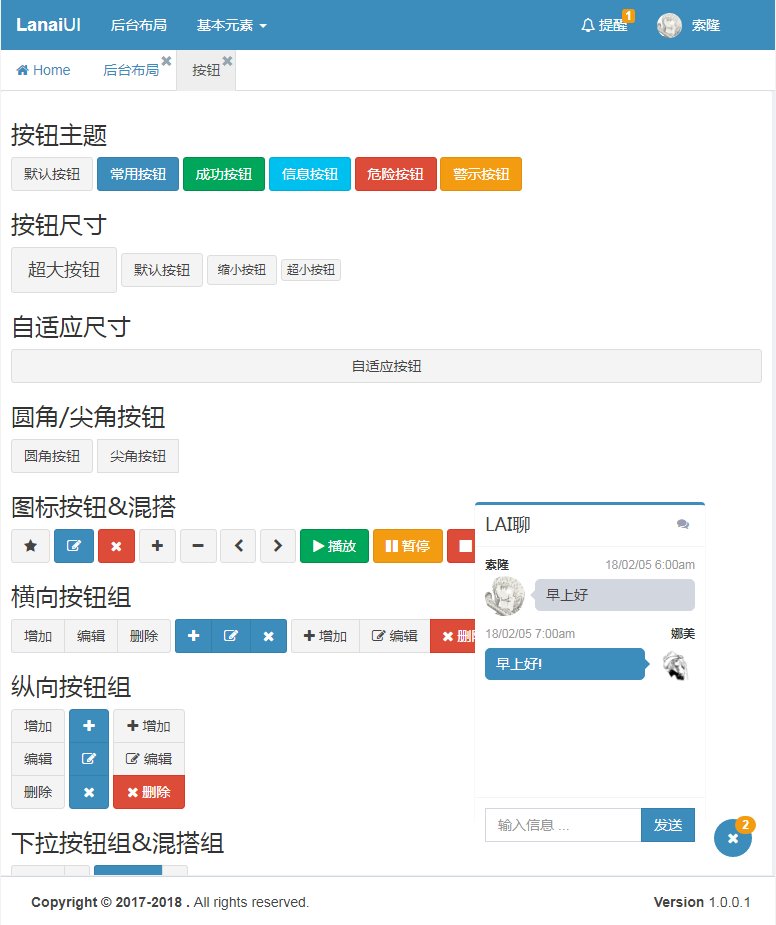 LanaiUI 后台布局 基本元素 提醒 1 索隆
Home 后台布局 按钮
按钮主题
默认按钮 常用按钮 成功按钮 信息按钮 危险按钮 警示按钮
按钮尺寸
超大按钮 默认按钮 缩小按钮 超小按钮
自适应尺寸
自适应按钮
圆角/尖角按钮
圆角按钮 尖角按钮
图标按钮&混搭
播放 暂停
横向按钮组
增加 编辑 删除 增加 编辑 删
纵向按钮组
增加 增加
编辑 编辑
删除 删除
下拉按钮组&混搭组
LAI聊
索隆 18/02/05 6:00am
早上好
18/02/05 7:00am 娜美
早上好!
输入信息 ... 发送
2
Copyright © 2017-2018 . All rights reserved. Version 1.0.0.1